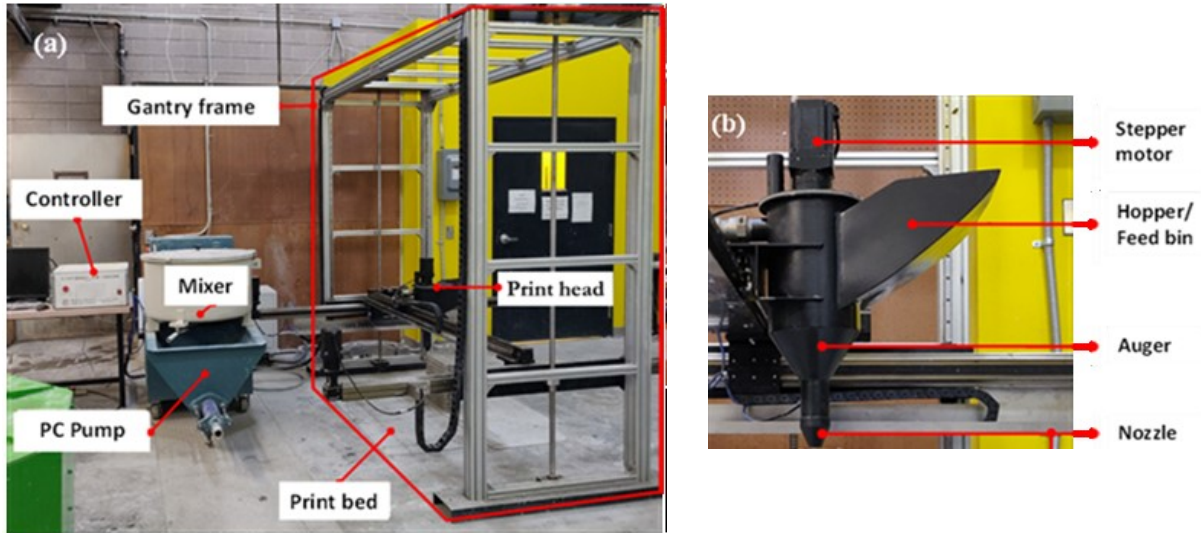 (a)
Gantry frame
Controller
Mixer
Print head
PC Pump
Print bed
(b)
Stepper
motor
Hopper/
Feed bin
Auger
Nozzle